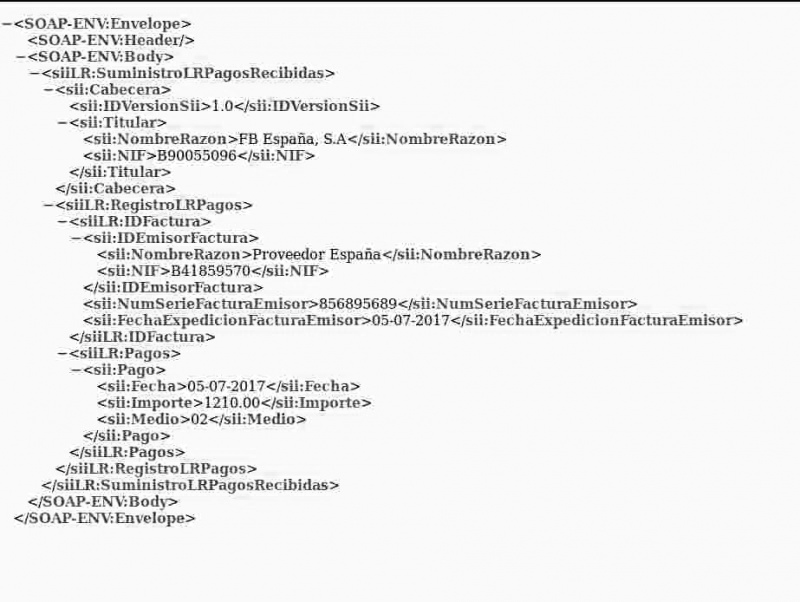 −<SOAP-ENV:Envelope>
<SOAP-ENV:Header/>
−<SOAP-ENV:Body>
−<siiLR:SuministroLRPagosRecibidas>
−<sii:Cabecera>
<sii:IDVersionSii>1.0</sii:IDVersionSii>
−<sii:Titular>
<sii:NombreRazon>FB España, S.A</sii:NombreRazon>
<sii:NIF>B90055096</sii:NIF>
</sii:Titular>
</sii:Cabecera>
−<siiLR:RegistroLRPagos>
−<siiLR:IDFactura>
−<sii:IDEmisorFactura>
<sii:NombreRazon>Proveedor España</sii:NombreRazon>
<sii:NIF>B41859570</sii:NIF>
</sii:IDEmisorFactura>
<sii:NumSerieFacturaEmisor>856895689</sii:NumSerieFacturaEmisor>
<sii:FechaExpedicionFacturaEmisor>05-07-2017</sii:FechaExpedicionFacturaEmisor>
</siiLR:IDFactura>
−<siiLR:Pagos>
−<sii:Pago>
<sii:Fecha>05-07-2017</sii:Fecha>
<sii:Importe>1210.00</sii:Importe>
<sii:Medio>02</sii:Medio>
</sii:Pago>
</siiLR:Pagos>
</siiLR:RegistroLRPagos>
</siiLR:SuministroLRPagosRecibidas>
</SOAP-ENV:Body>
</SOAP-ENV:Envelope>